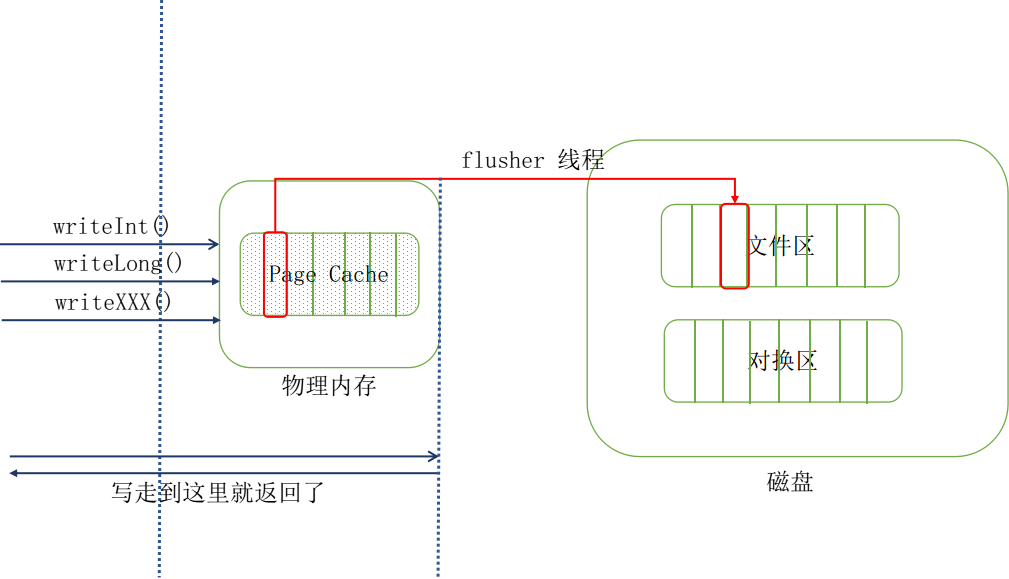 flusher 线程
writeInt()
writeLong()
writeXXX()
Page Cache
文件区
对换区
物理内存
磁盘
写走到这里就返回了